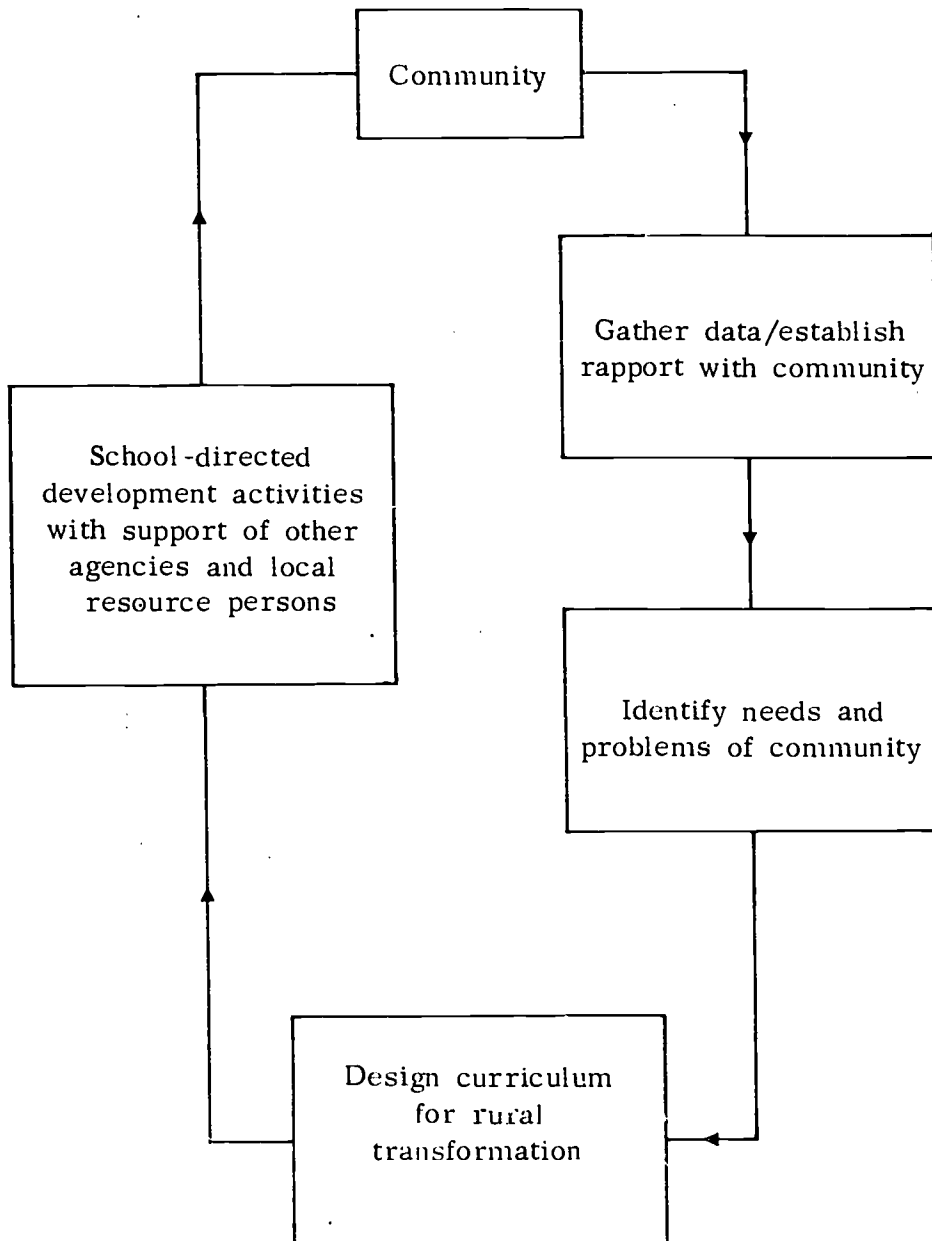 Community
Gather data/establish
rapport with community
Identify needs and
problems of community
Design curriculum
for rural
transformation
School-directed
development activities
with support of other
agencies and local
resource persons